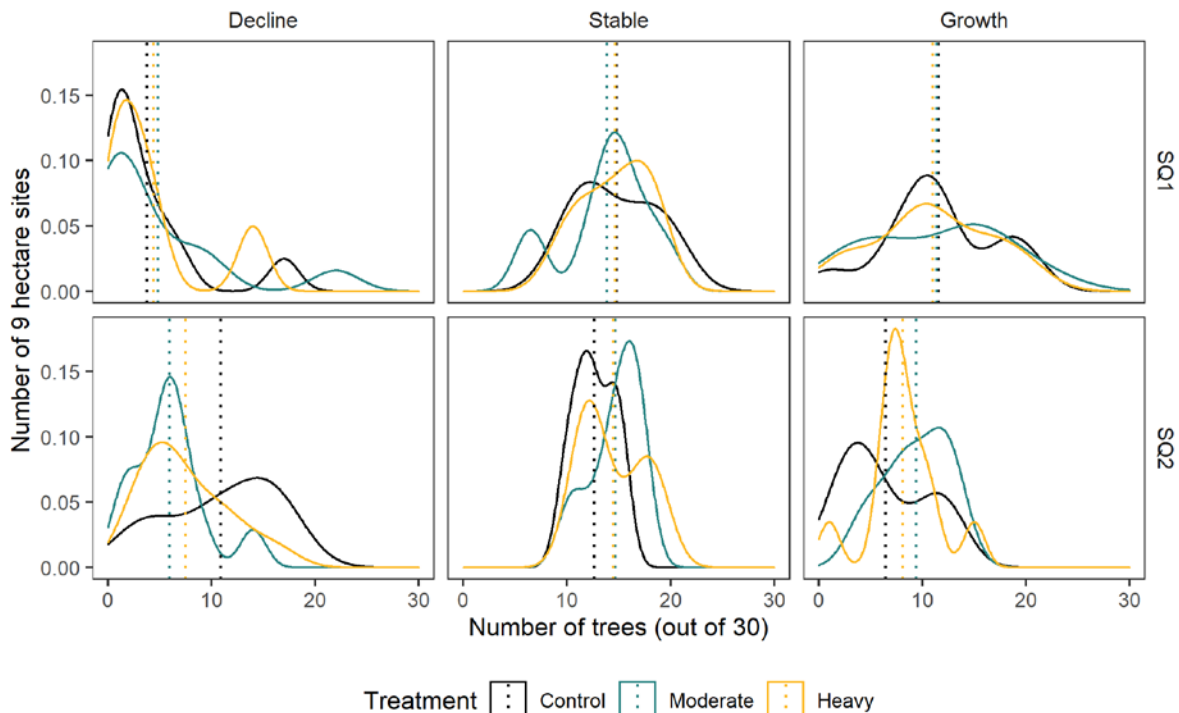 Decline Stable Growth
0.15
0.10
0.05
0.00
SQ1
Number of 9 hectare sites
0.15
0.10
0.05
0.00
SQ2
0 10 20 30 0 10 20 30 0 10 20 30
Number of trees (out of 30)
Treatment Control Moderate Heavy